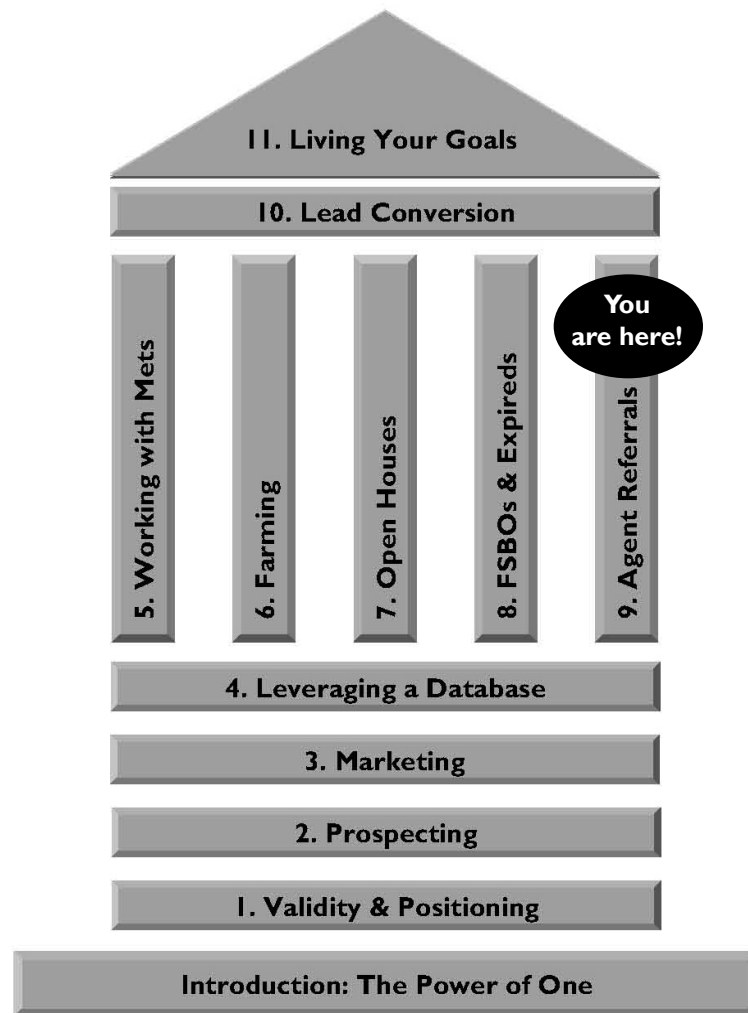 11. Living Your Goals
10. Lead Conversion
5. Working with Mets
6. Farming
7. Open Houses
8. FSBOs & Expireds
9. Agent Referrals
You
are here!
4. Leveraging a Database
3. Marketing
2. Prospecting
1. Validity & Positioning
Introduction: The Power of One